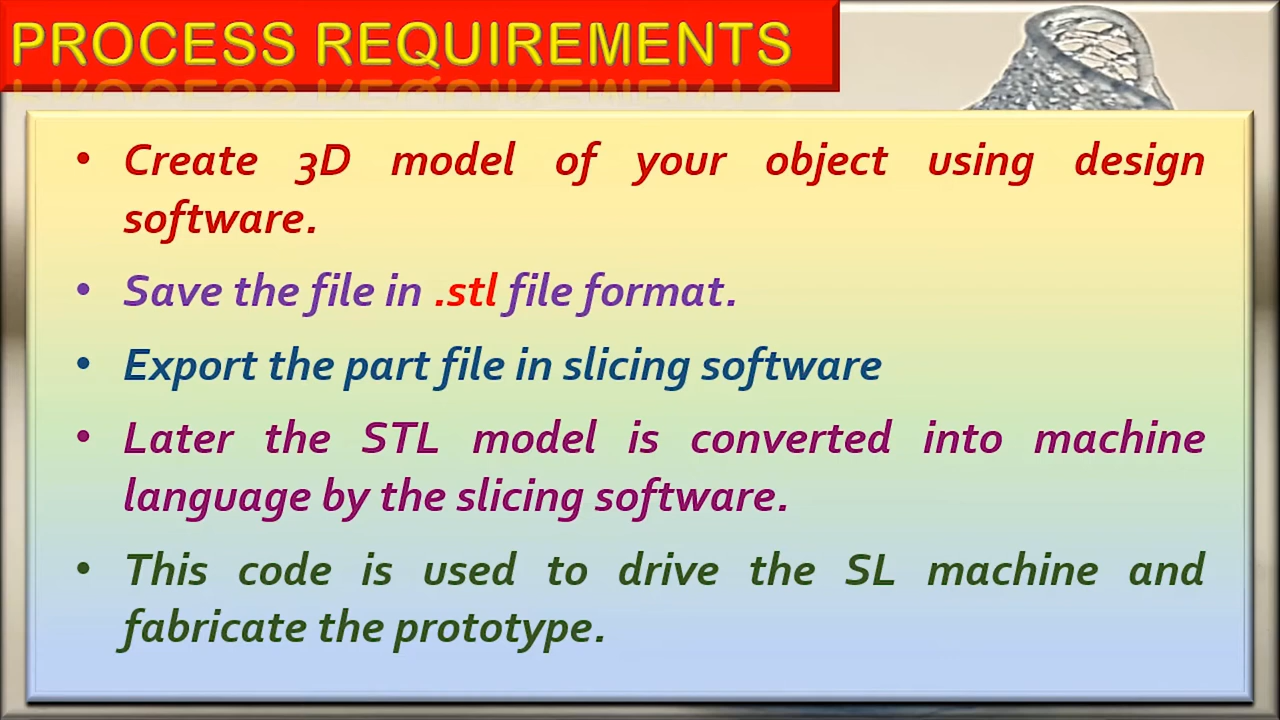 PROCESS REQUIREMENTS
• Create 3D model of your object using design
software.
• Save the file in .stl file format.
• Export the part file in slicing software
• Later the STL model is converted into machine
language by the slicing software.
• This code is used to drive the SL machine and
fabricate the prototype.